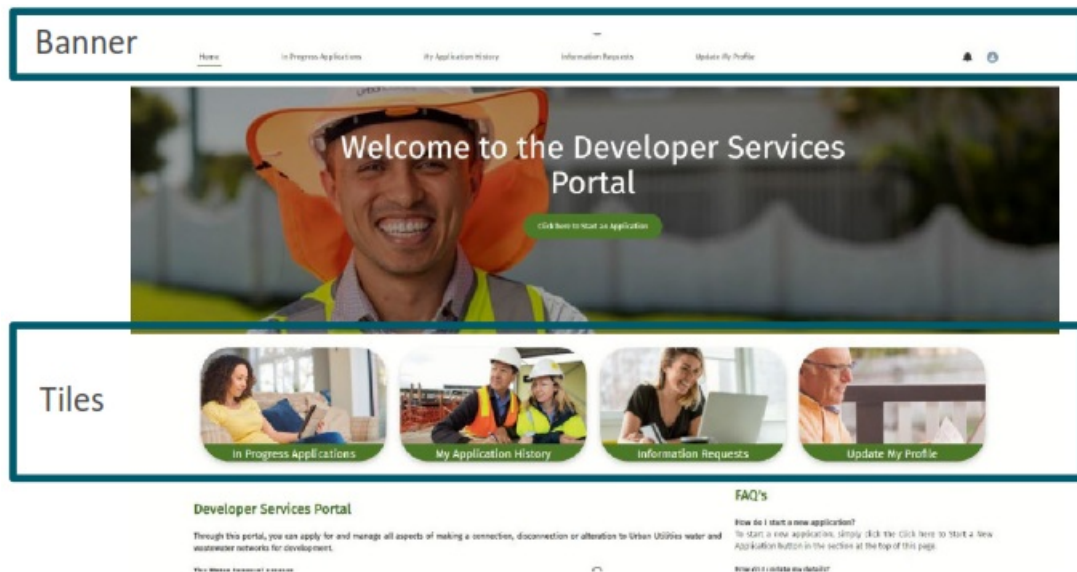 Banner
Home In Progress Applications My Application History Information Requests Update My Profile
Welcome to the Developer Services
Portal
Click here to Start an Application
Tiles
In Progress Applications My Application History Information Requests Update My Profile
Developer Services Portal
Through this portal, you can apply for and manage all aspects of making a connection, disconnection or alteration to Urban Utilities water and
wastewater networks for development.
FAQ's
How do I start a new application?
To start a new application, simply click the Click here to Start a New
Application button in the section at the top of this page.
How do I update my details?